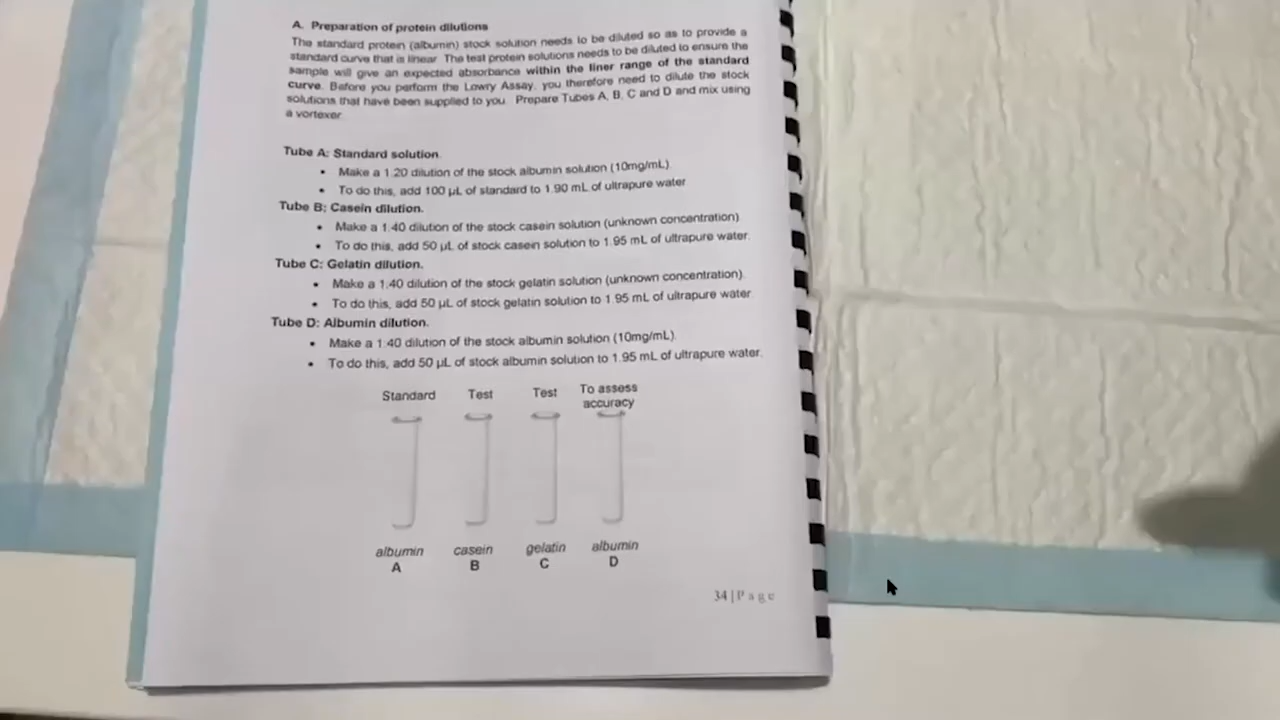 A. Preparation of protein dilutions
The standard protein (albumin) stock solution needs to be diluted so as to provide a
standard curve that is linear. The test protein solutions needs to be diluted to ensure the
sample will give an expected absorbance within the liner range of the standard
curve. Before you perform the Lowry Assay, you therefore need to dilute the stock
solutions that have been supplied to you. Prepare Tubes A, B, C and D and mix using
a vortexer.
Tube A: Standard solution.
• Make a 1:20 dilution of the stock albumin solution (10mg/mL).
• To do this, add 100 µL of standard to 1.90 mL of ultrapure water
Tube B: Casein dilution.
• Make a 1:40 dilution of the stock casein solution (unknown concentration).
• To do this, add 50 µL of stock casein solution to 1.95 mL of ultrapure water.
Tube C: Gelatin dilution.
• Make a 1:40 dilution of the stock gelatin solution (unknown concentration).
• To do this, add 50 µL of stock gelatin solution to 1.95 mL of ultrapure water.
Tube D: Albumin dilution.
• Make a 1:40 dilution of the stock albumin solution (10mg/mL).
• To do this, add 50 µL of stock albumin solution to 1.95 mL of ultrapure water.
Standard Test Test To assess
accuracy
albumin casein gelatin albumin
A B C D
34 | P a g e